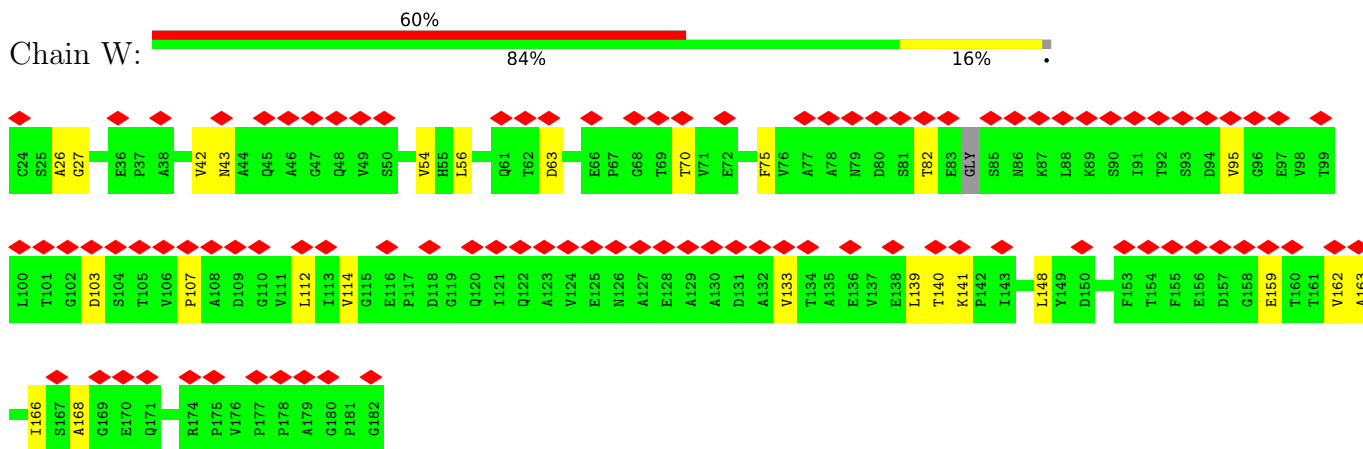 60%
Chain W:
84% 16% •
C24 S25 A26 G27 E36 P37 A38 V42 N43 A44 Q45 A46 G47 Q48 V49 S50 V54 H55 L56 Q61 T62 D63 E66 P67 G68 T69 T70 V71 E72 F75 V76 A77 A78 N79 D80 S81 T82 E83 GLY S85 N86 K87 L88 K89 S90 I91 T92 S93 D94 V95 G96 E97 V98 T99
L100 T101 G102 D103 S104 T105 V106 P107 A108 D109 G110 V111 L112 I113 V114 G115 E116 P117 D118 G119 Q120 I121 Q122 A123 V124 E125 N126 A127 E128 A129 A130 D131 A132 V133 T134 A135 E136 V137 E138 L139 T140 K141 P142 I143 L148 V149 D150 F153 T154 F155 E156 D157 G158 E159 T160 T161 V162 A163
I166 S167 A168 G169 E170 Q171 R174 P175 V176 P177 P178 A179 G180 P181 G182